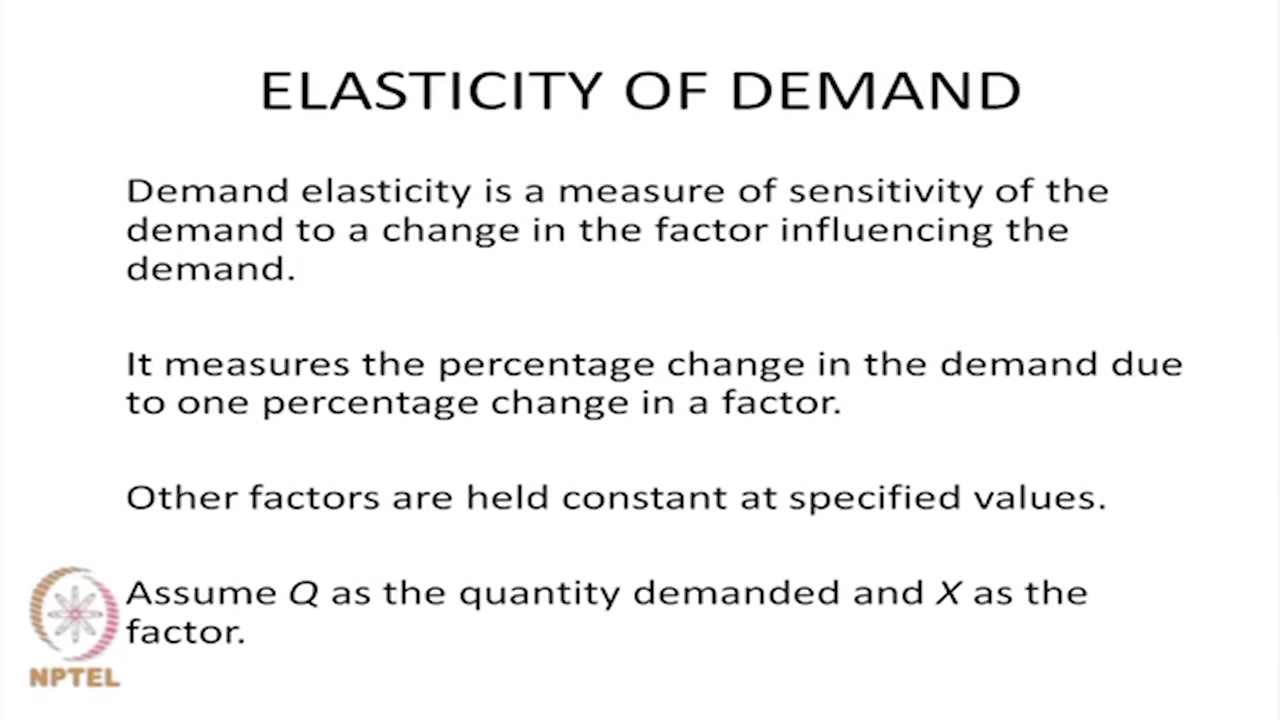 ELASTICITY OF DEMAND
Demand elasticity is a measure of sensitivity of the
demand to a change in the factor influencing the
demand.
It measures the percentage change in the demand due
to one percentage change in a factor.
Other factors are held constant at specified values.
Assume Q as the quantity demanded and X as the
factor.
NPTEL